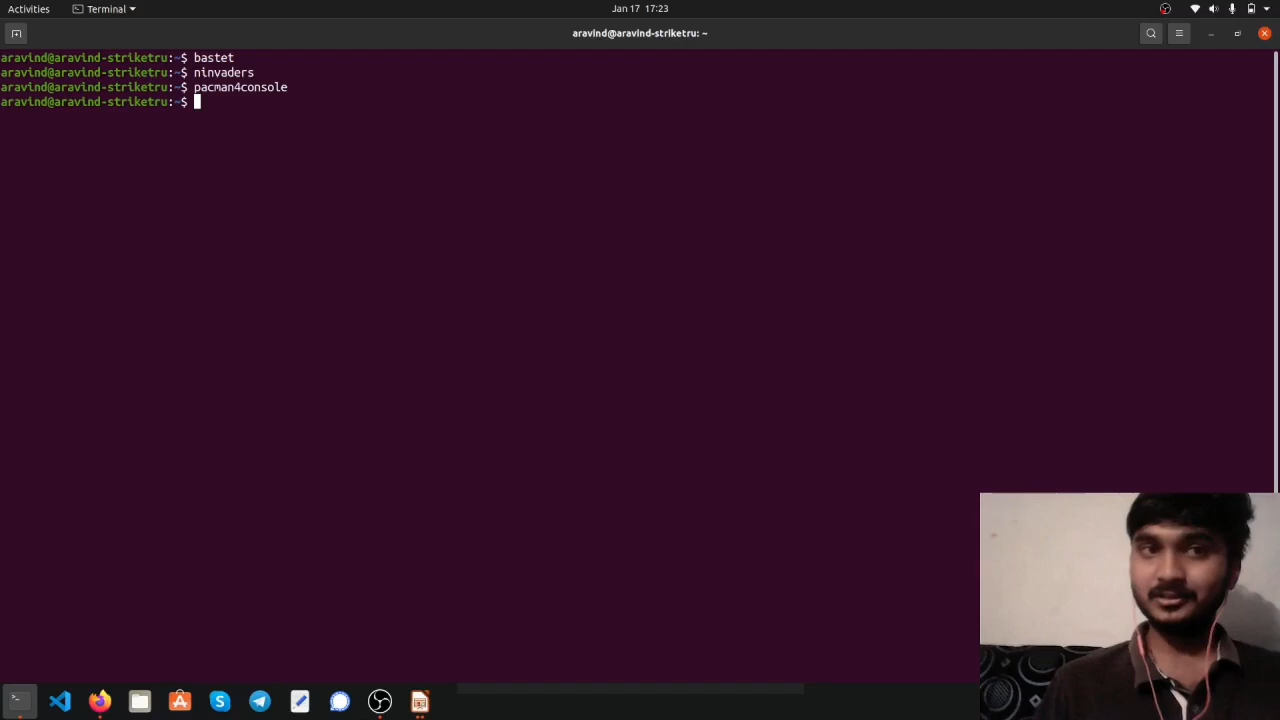 Activities
Terminal
Jan 17 17:23
aravind@aravind-striketru: ~
aravind@aravind-striketru:~$ bastet
aravind@aravind-striketru:~$ ninvaders
aravind@aravind-striketru:~$ pacman4console
aravind@aravind-striketru:~$